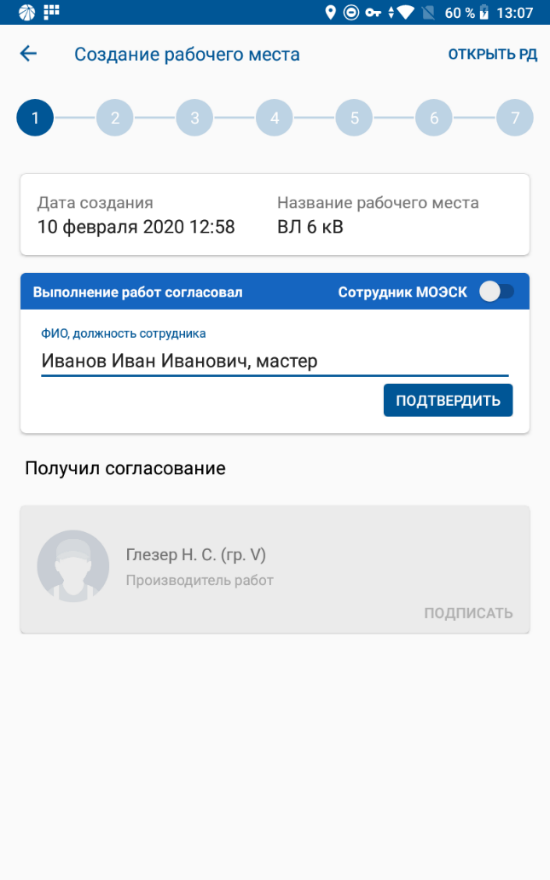 60 % 13:07
Создание рабочего места ОТКРЫТЬ РД
1 2 3 4 5 6 7
Дата создания Название рабочего места
10 февраля 2020 12:58 ВЛ 6 кВ
Выполнение работ согласовал Сотрудник МОЭСК
ФИО, должность сотрудника
Иванов Иван Иванович, мастер
ПОДТВЕРДИТЬ
Получил согласование
Глезер Н. С. (гр. V)
Производитель работ
ПОДПИСАТЬ